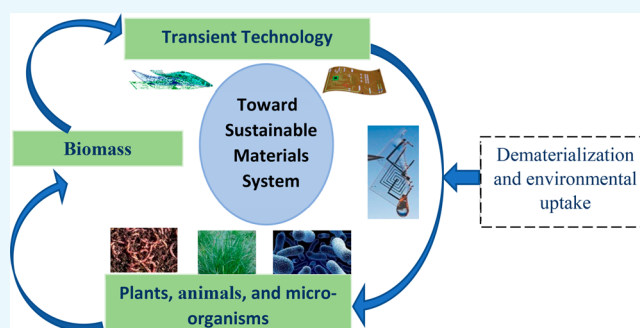 Transient Technology
Toward
Sustainable
Materials
System
Biomass
Dematerialization
and environmental
uptake
Plants, animals, and micro-
organisms